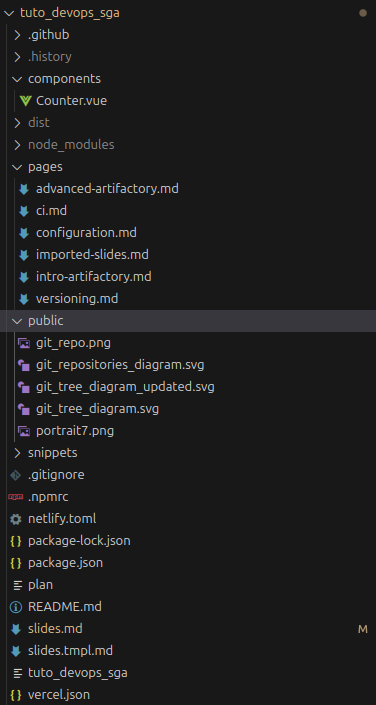 tuto_devops_sga
.github
.history
components
Counter.vue
dist
node_modules
pages
advanced-artifactory.md
ci.md
configuration.md
imported-slides.md
intro-artifactory.md
versioning.md
public
git_repo.png
git_repositories_diagram.svg
git_tree_diagram_updated.svg
git_tree_diagram.svg
portrait7.png
snippets
.gitignore
.npmrc
netlify.toml
package-lock.json
package.json
plan
README.md
slides.md M
slides.tmpl.md
tuto_devops_sga
vercel.json